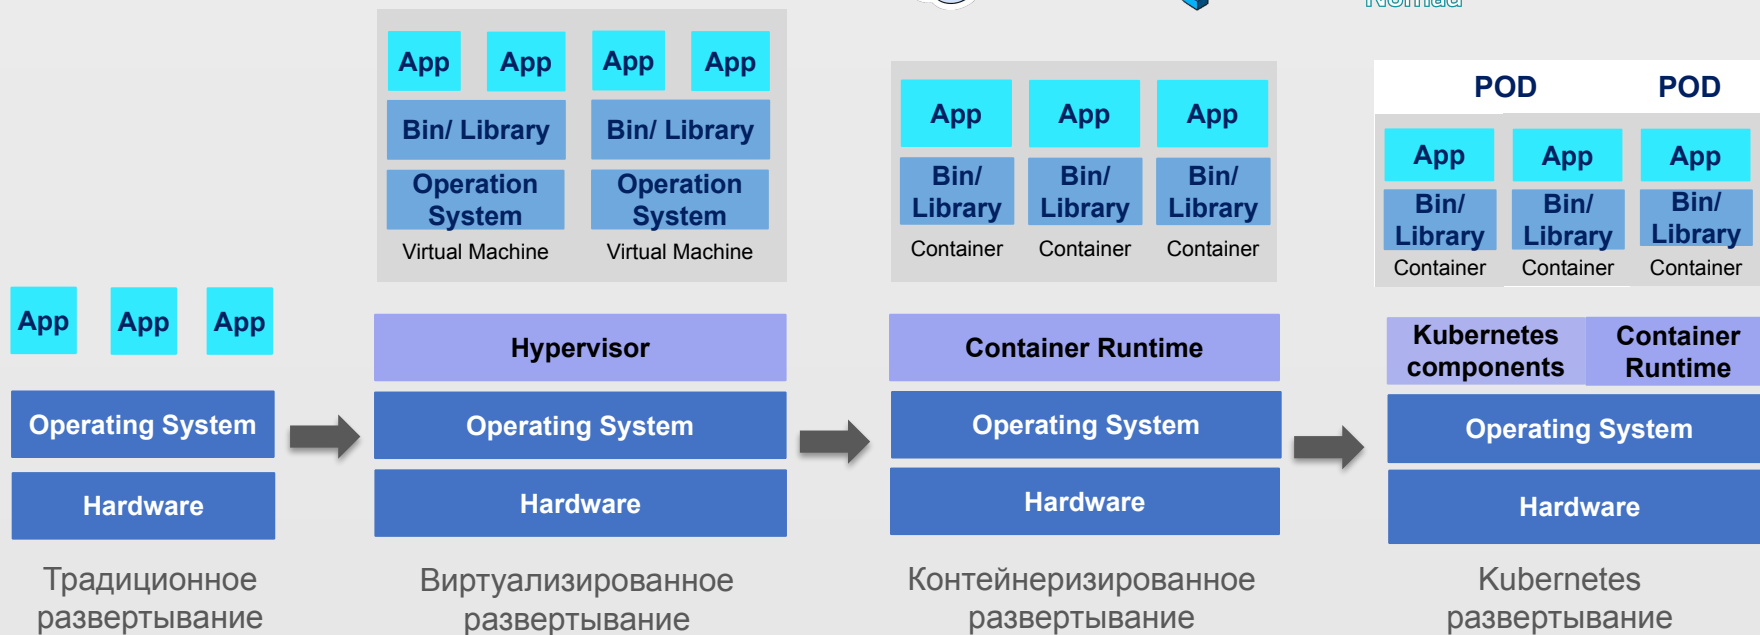 Nomad
App App App
Operating System
Hardware
Традиционное
развертывание
App App App App
Bin/ Library Bin/ Library
Operation
System
Operation
System
Virtual Machine Virtual Machine
Hypervisor
Operating System
Hardware
Виртуализированное
развертывание
App App App
Bin/
Library
Bin/
Library
Bin/
Library
Container Container Container
Container Runtime
Operating System
Hardware
Контейнеризированное
развертывание
POD POD
App App App
Bin/
Library
Bin/
Library
Bin/
Library
Container Container Container
Kubernetes
components
Container
Runtime
Operating System
Hardware
Kubernetes
развертывание